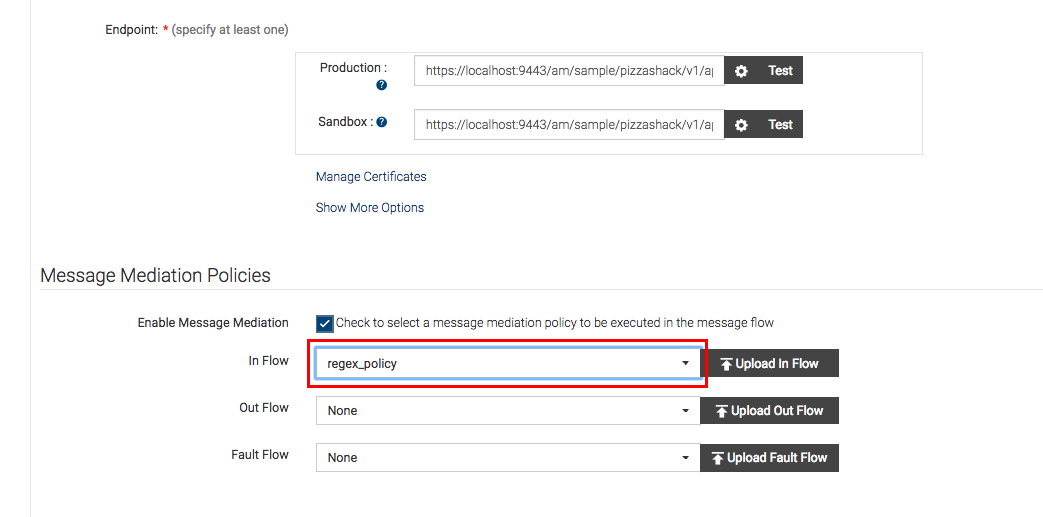 Endpoint: * (specify at least one)
Production :
?
https://localhost:9443/am/sample/pizzashack/v1/ap
Test
Sandbox : ?
https://localhost:9443/am/sample/pizzashack/v1/ap
Test
Manage Certificates
Show More Options
Message Mediation Policies
Enable Message Mediation
Check to select a message mediation policy to be executed in the message flow
In Flow
regex_policy
Upload In Flow
Out Flow
None
Upload Out Flow
Fault Flow
None
Upload Fault Flow